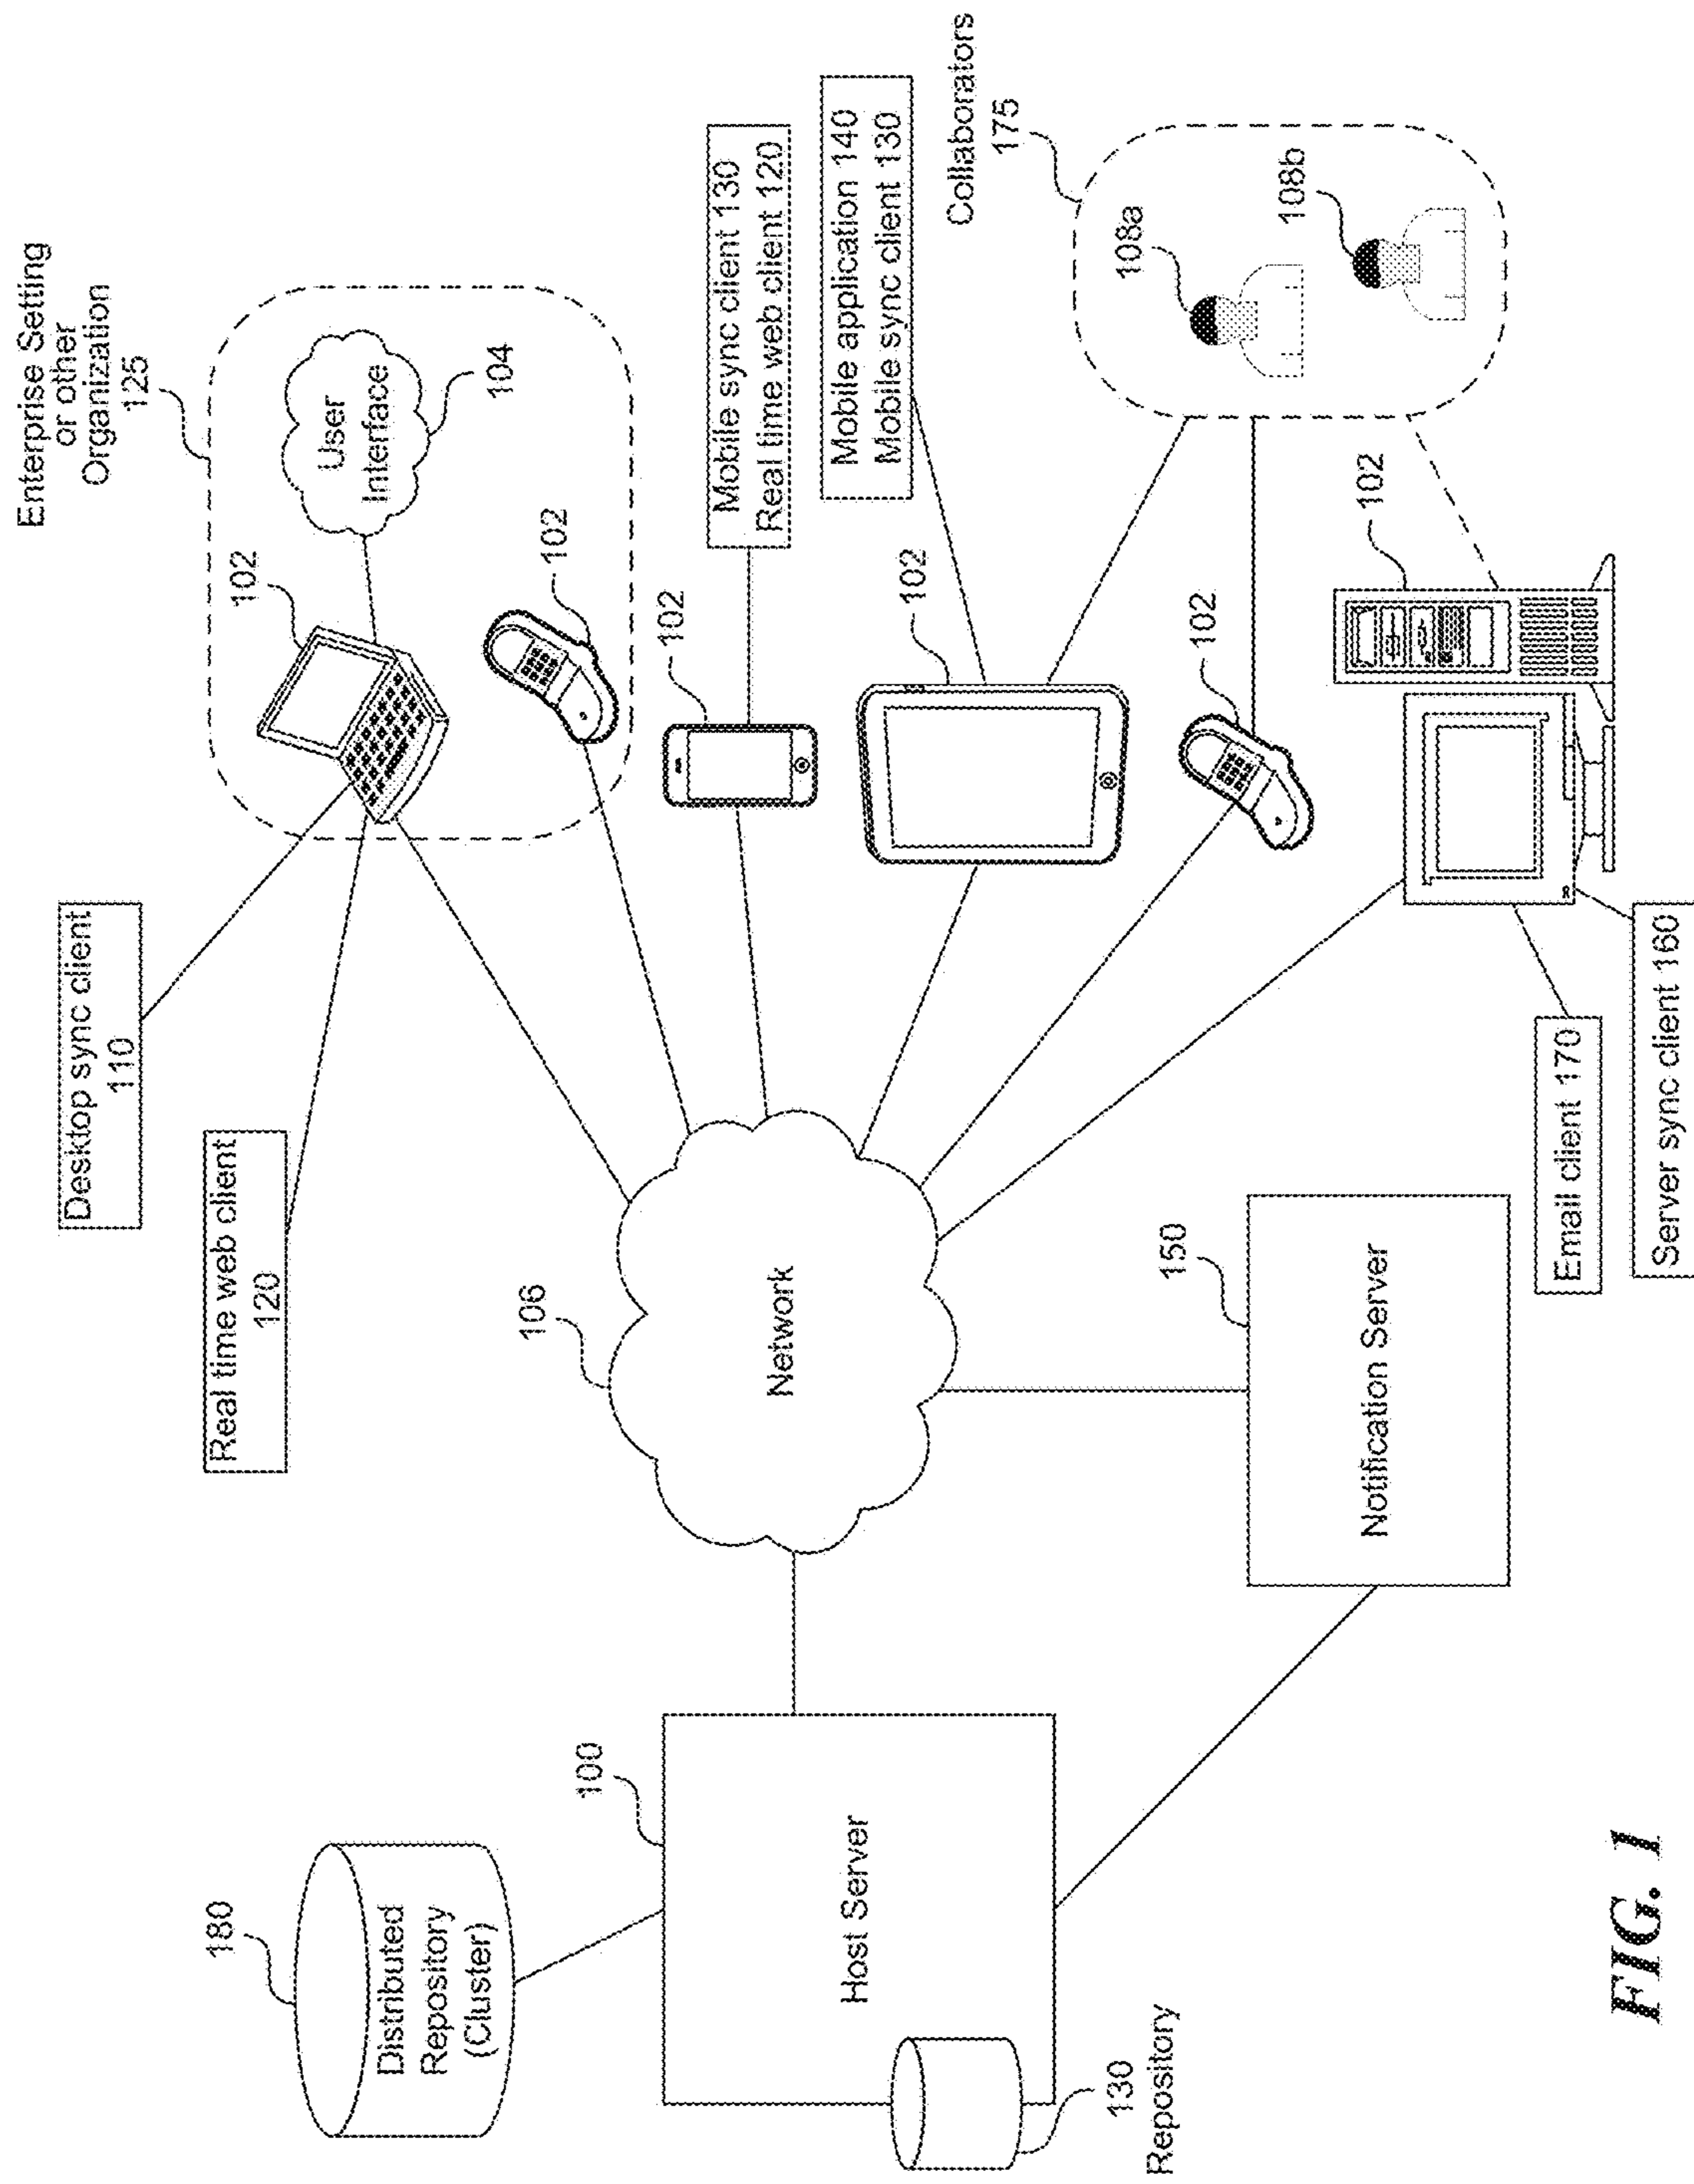 Distributed
Repository
(Cluster)
180
Host Server
100
130
Repository
Network
106
Notification Server
150
Desktop sync client
110
Real time web client
120
Enterprise Setting
or other
Organization
125
User
Interface
104
102
102
102
Mobile sync client 130
Real time web client 120
102
Mobile application 140
Mobile sync client 130
102
Collaborators
175
108a
108b
102
Email client 170
Server sync client 160
FIG. 1